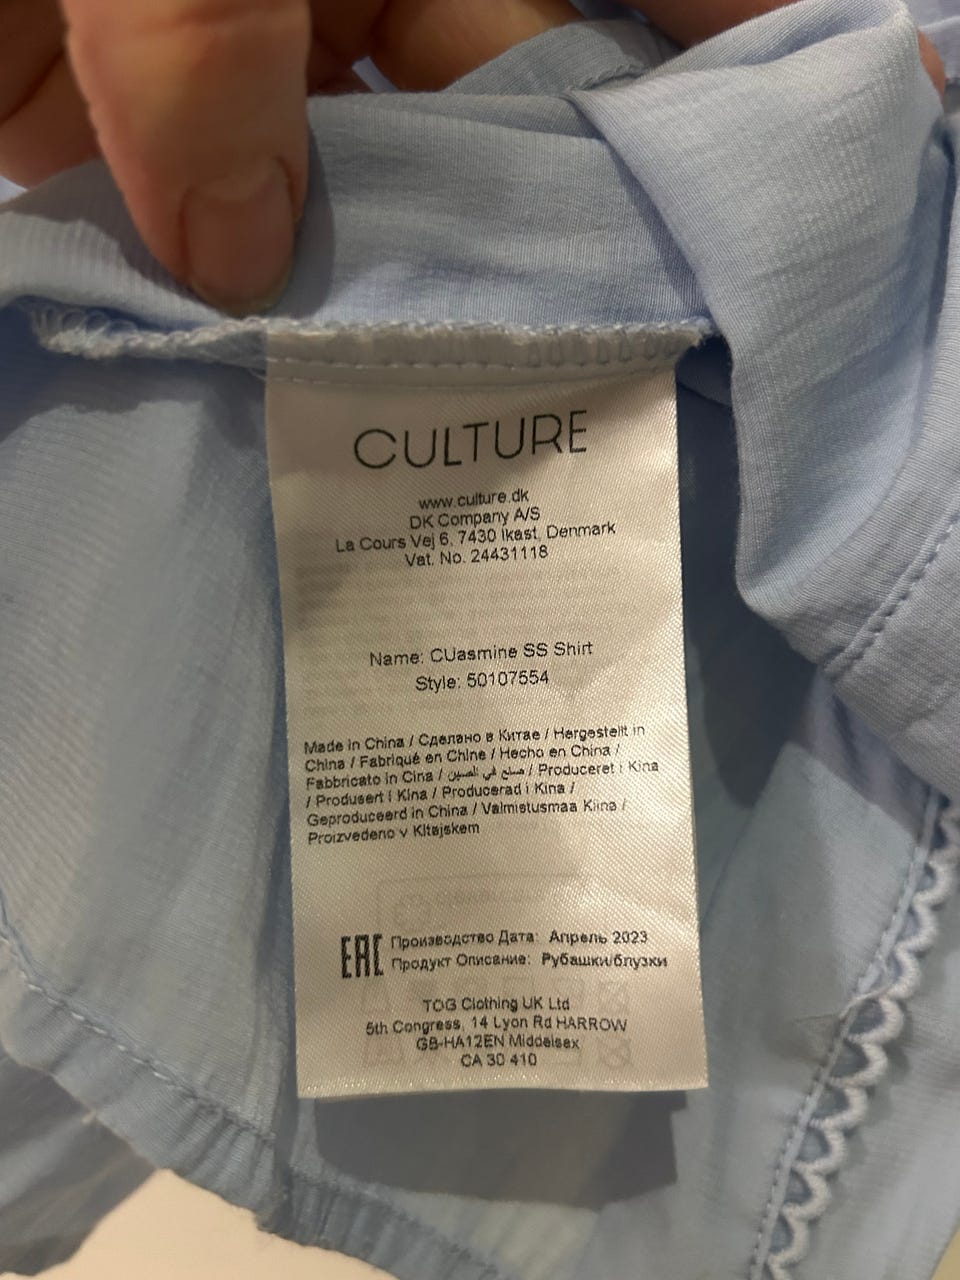 CULTURE
www.culture.dk
DK Company A/S
La Cours Vej 6, 7430 Ikast, Denmark
Vat. No. 24431118
Name: CUasmine SS Shirt
Style: 50107554
Made in China / Сделано в Китае / Hergestellt in
China / Fabriqué en Chine / Hecho en China /
Fabbricato in Cina / صنع في الصين / Produceret i Kina
/ Produsert i Kina / Producerad i Kina /
Geproduceerd in China / Valmistusmaa Kiina /
Proizvedeno v Kitajskem
EAC Производство Дата: Апрель 2023
Продукт Описание: Рубашки/блузки
TOG Clothing UK Ltd
5th Congress, 14 Lyon Rd HARROW
GB-HA12EN Middelsex
CA 30 410